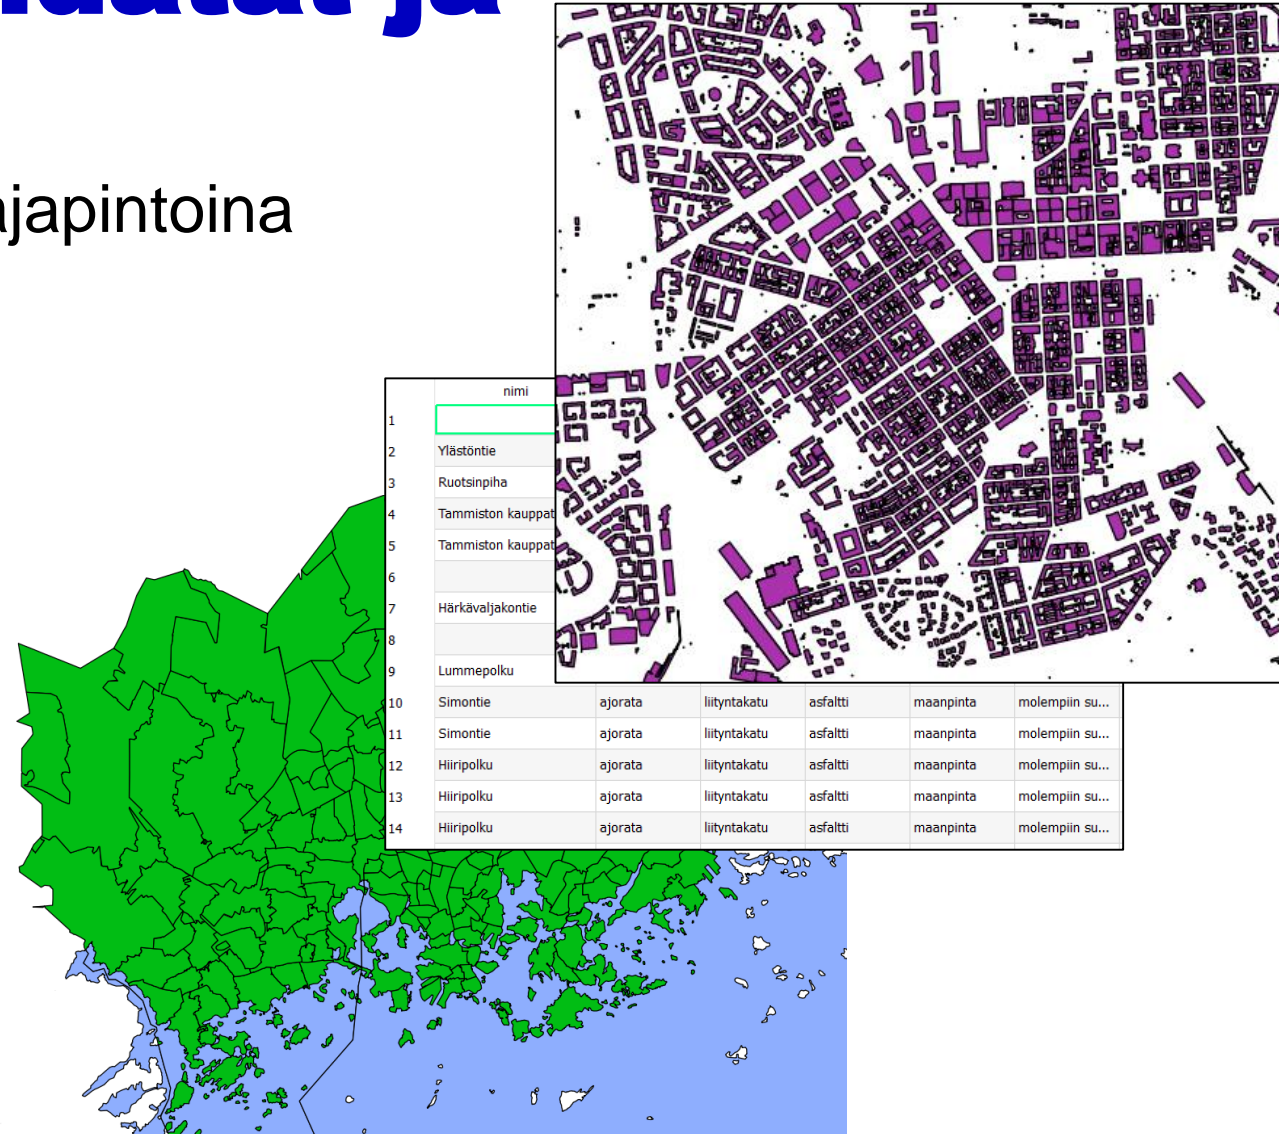 ja
ajapintoina
nimi
1
2 Ylästöntie
3 Ruotsinpiha
4 Tammiston kauppat
5 Tammiston kauppat
6
7 Härkävaljakontie
8
9 Lummepolku
10 Simontie ajorata liityntakatu asfaltti maanpinta molempiin su...
11 Simontie ajorata liityntakatu asfaltti maanpinta molempiin su...
12 Hiiripolku ajorata liityntakatu asfaltti maanpinta molempiin su...
13 Hiiripolku ajorata liityntakatu asfaltti maanpinta molempiin su...
14 Hiiripolku ajorata liityntakatu asfaltti maanpinta molempiin su...